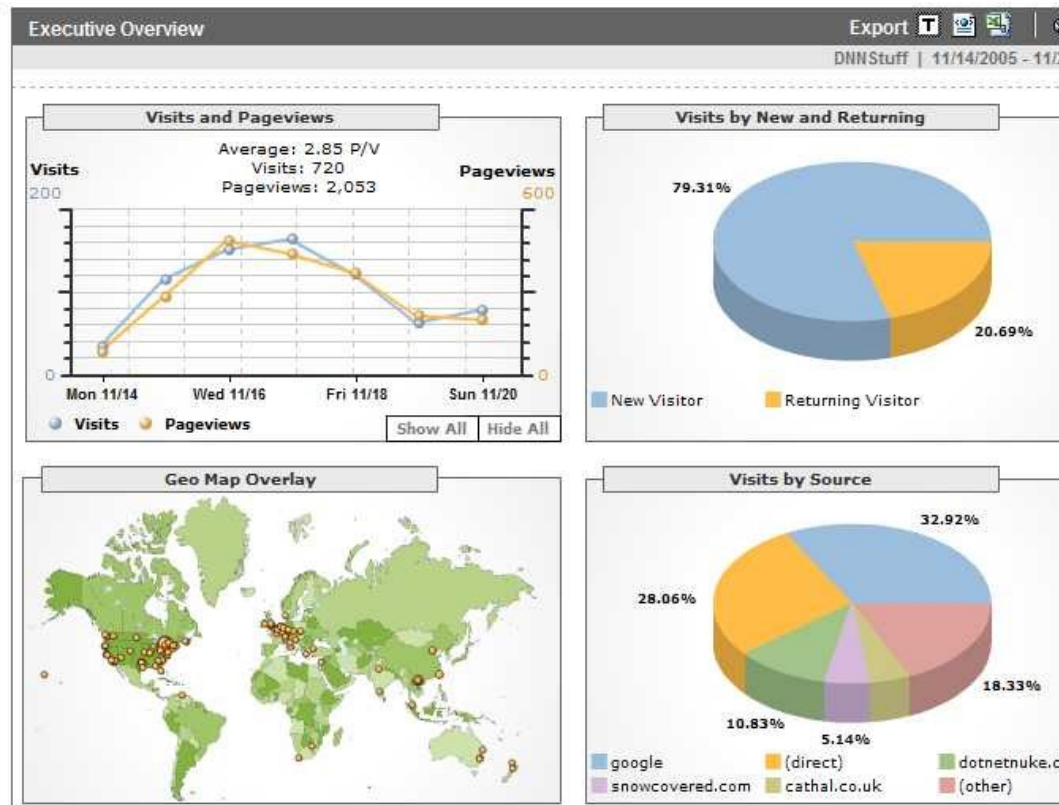 Executive Overview
Export T
DNNStuff | 11/14/2005 - 11/
Visits and Pageviews
Average: 2.85 P/V
Visits: 720
Pageviews: 2,053
Visits
200
Pageviews
600
0
0
Mon 11/14 Wed 11/16 Fri 11/18 Sun 11/20
Visits Pageviews
Show All Hide All
Visits by New and Returning
79.31%
20.69%
New Visitor Returning Visitor
Geo Map Overlay
Visits by Source
32.92%
28.06%
18.33%
10.83%
5.14%
google (direct) dotnetnuke.
snowcovered.com cathal.co.uk (other)